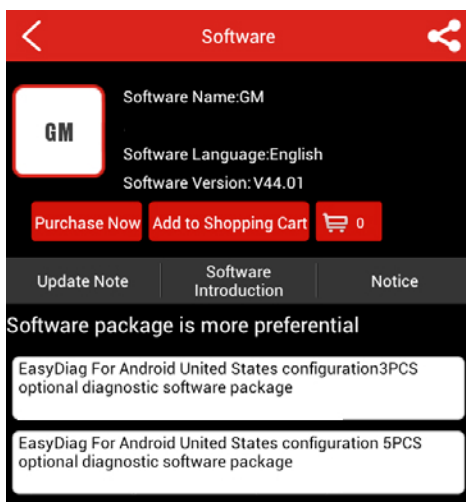 Software
GM
Software Name:GM
Software Language:English
Software Version: V44.01
Purchase Now
Add to Shopping Cart
0
Update Note
Software
Introduction
Notice
Software package is more preferential
EasyDiag For Android United States configuration3PCS
optional diagnostic software package
EasyDiag For Android United States configuration 5PCS
optional diagnostic software package